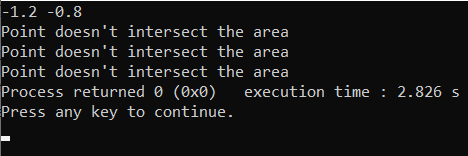 -1.2 -0.8
Point doesn't intersect the area
Point doesn't intersect the area
Point doesn't intersect the area
Process returned 0 (0x0)   execution time : 2.826 s
Press any key to continue.